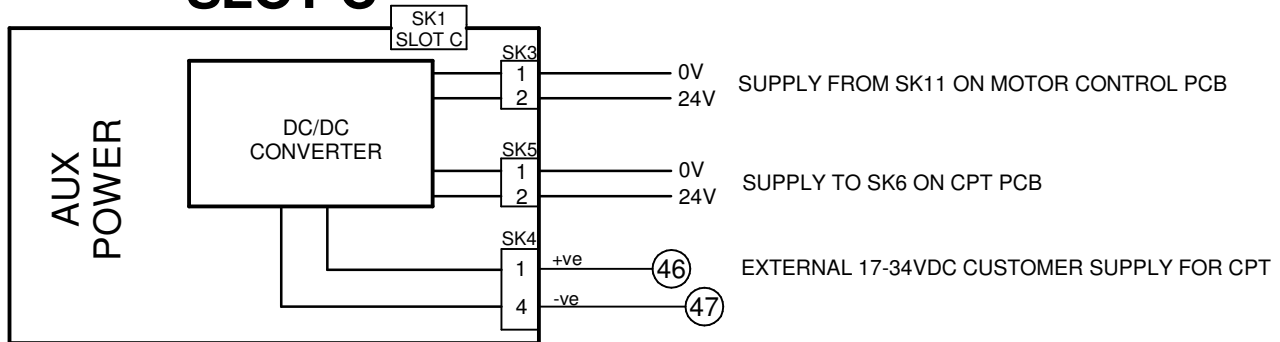 SK1
SLOT C
AUX
POWER
DC/DC
CONVERTER
SK3
1
2
0V
24V
SUPPLY FROM SK11 ON MOTOR CONTROL PCB
SK5
1
2
0V
24V
SUPPLY TO SK6 ON CPT PCB
SK4
1
4
+ve
-ve
46
47
EXTERNAL 17-34VDC CUSTOMER SUPPLY FOR CPT